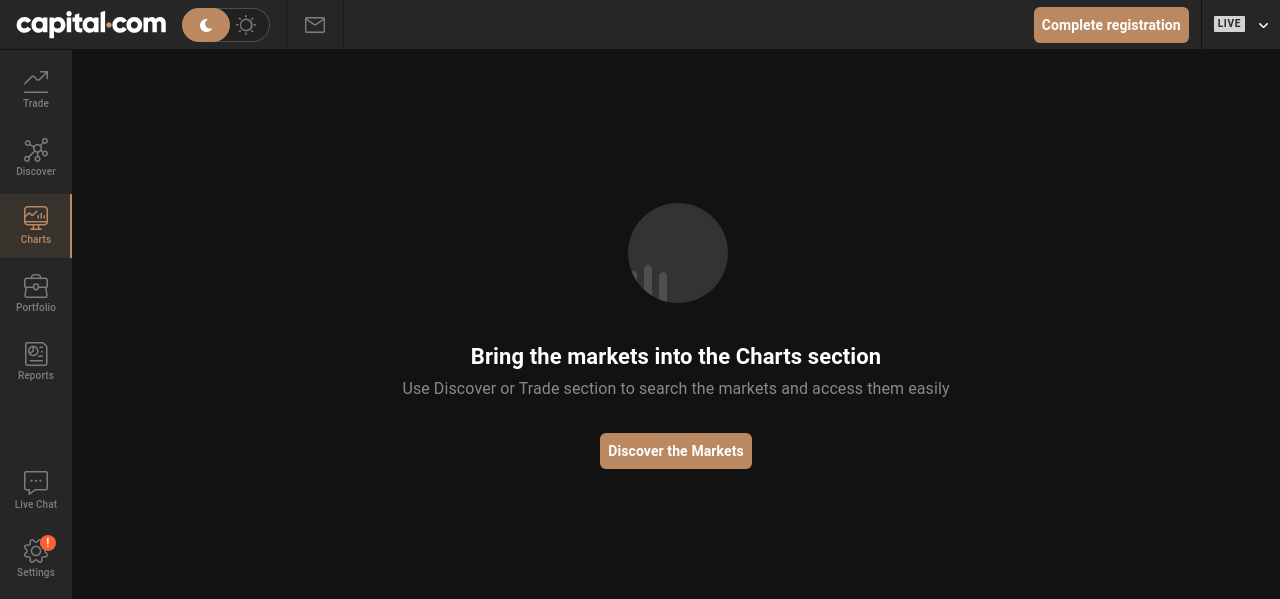 capital.com
Complete registration
LIVE
Trade
Discover
Charts
Portfolio
Reports
Live Chat
!
Settings
Bring the markets into the Charts section
Use Discover or Trade section to search the markets and access them easily
Discover the Markets